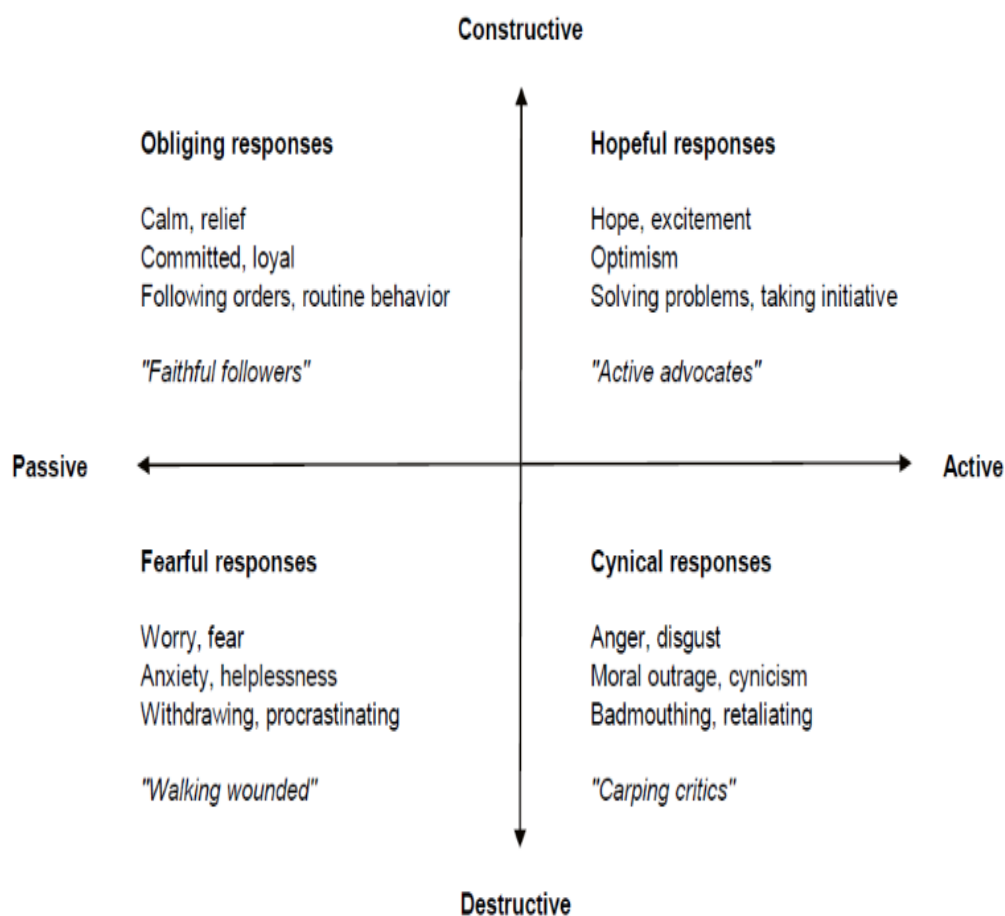 Constructive
Obliging responses
Calm, relief
Committed, loyal
Following orders, routine behavior
"Faithful followers"
Hopeful responses
Hope, excitement
Optimism
Solving problems, taking initiative
"Active advocates"
Passive
Active
Fearful responses
Worry, fear
Anxiety, helplessness
Withdrawing, procrastinating
"Walking wounded"
Cynical responses
Anger, disgust
Moral outrage, cynicism
Badmouthing, retaliating
"Carping critics"
Destructive